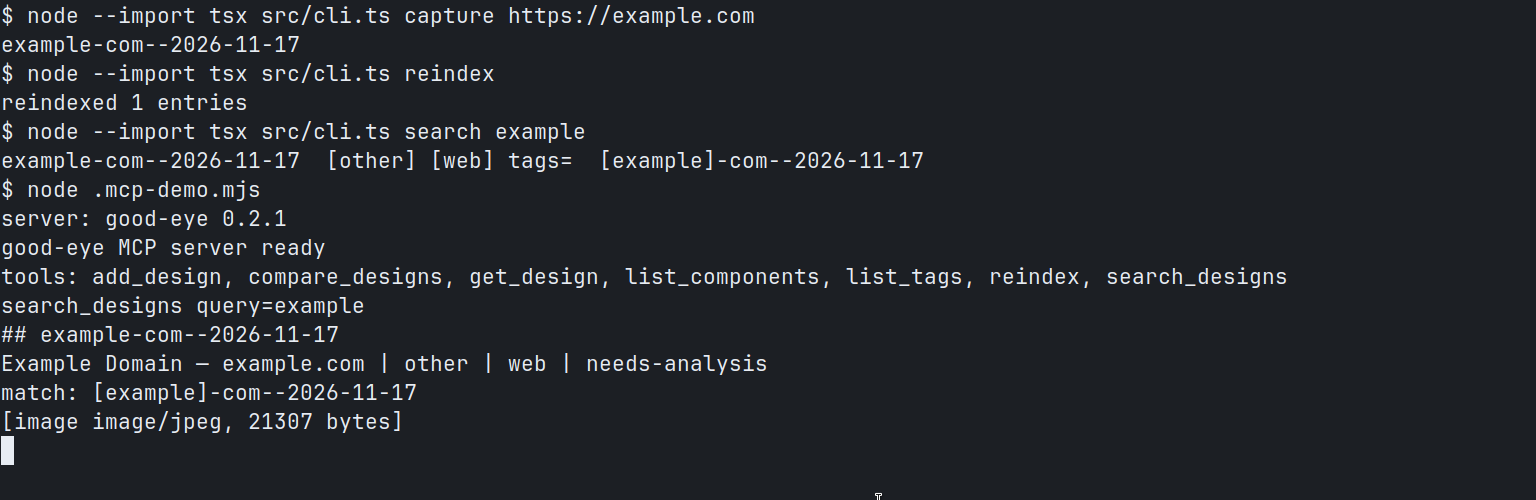 $ node --import tsx src/cli.ts capture https://example.com
example-com--2026-11-17
$ node --import tsx src/cli.ts reindex
reindexed 1 entries
$ node --import tsx src/cli.ts search example
example-com--2026-11-17  [other] [web] tags=  [example]-com--2026-11-17
$ node .mcp-demo.mjs
server: good-eye 0.2.1
good-eye MCP server ready
tools: add_design, compare_designs, get_design, list_components, list_tags, reindex, search_designs
search_designs query=example
## example-com--2026-11-17
Example Domain — example.com | other | web | needs-analysis
match: [example]-com--2026-11-17
[image image/jpeg, 21307 bytes]